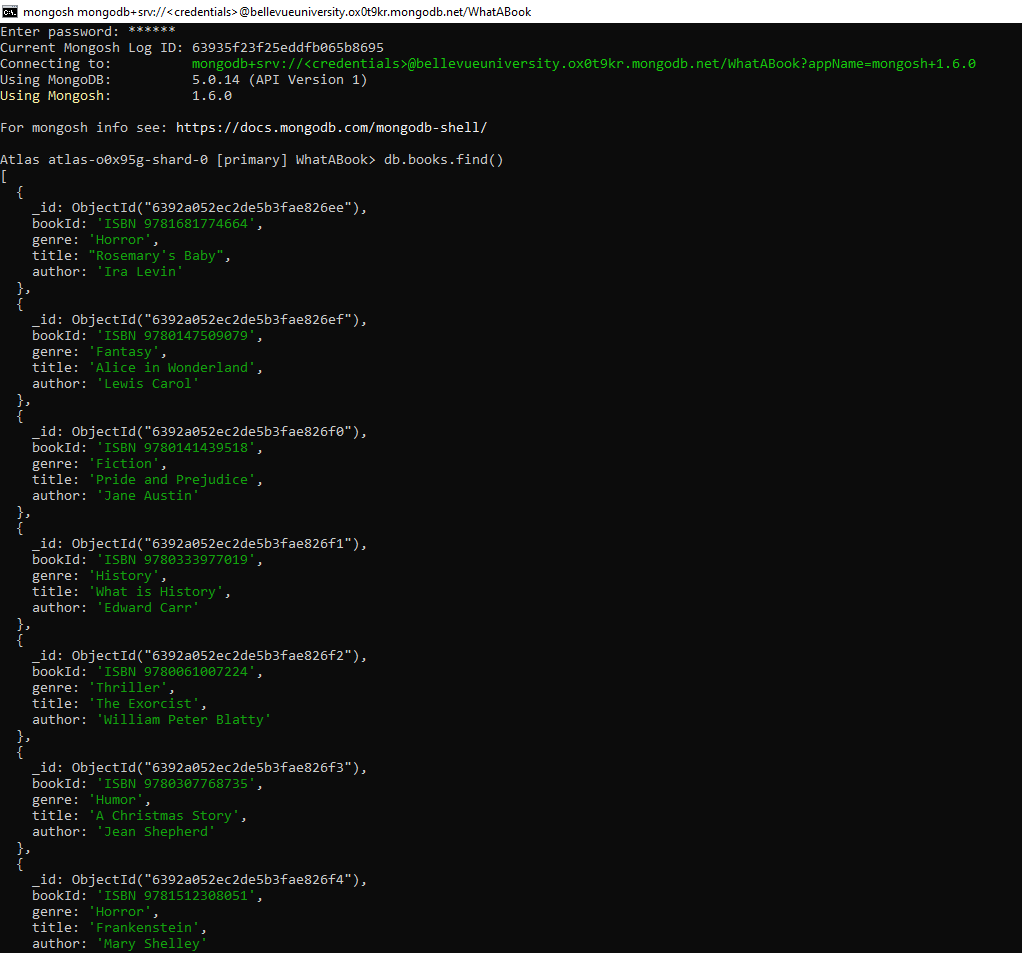 mongosh mongodb+srv://<credentials>@bellevueuniversity.ox0t9kr.mongodb.net/WhatABook
Enter password: ******
Current Mongosh Log ID: 63935f23f25eddfb065b8695
Connecting to:          mongodb+srv://<credentials>@bellevueuniversity.ox0t9kr.mongodb.net/WhatABook?appName=mongosh+1.6.0
Using MongoDB:          5.0.14 (API Version 1)
Using Mongosh:          1.6.0

For mongosh info see: https://docs.mongodb.com/mongodb-shell/

Atlas atlas-o0x95g-shard-0 [primary] WhatABook> db.books.find()
[
  {
    _id: ObjectId("6392a052ec2de5b3fae826ee"),
    bookId: 'ISBN 9781681774664',
    genre: 'Horror',
    title: "Rosemary's Baby",
    author: 'Ira Levin'
  },
  {
    _id: ObjectId("6392a052ec2de5b3fae826ef"),
    bookId: 'ISBN 9780147509079',
    genre: 'Fantasy',
    title: 'Alice in Wonderland',
    author: 'Lewis Carol'
  },
  {
    _id: ObjectId("6392a052ec2de5b3fae826f0"),
    bookId: 'ISBN 9780141439518',
    genre: 'Fiction',
    title: 'Pride and Prejudice',
    author: 'Jane Austin'
  },
  {
    _id: ObjectId("6392a052ec2de5b3fae826f1"),
    bookId: 'ISBN 9780333977019',
    genre: 'History',
    title: 'What is History',
    author: 'Edward Carr'
  },
  {
    _id: ObjectId("6392a052ec2de5b3fae826f2"),
    bookId: 'ISBN 9780061007224',
    genre: 'Thriller',
    title: 'The Exorcist',
    author: 'William Peter Blatty'
  },
  {
    _id: ObjectId("6392a052ec2de5b3fae826f3"),
    bookId: 'ISBN 9780307768735',
    genre: 'Humor',
    title: 'A Christmas Story',
    author: 'Jean Shepherd'
  },
  {
    _id: ObjectId("6392a052ec2de5b3fae826f4"),
    bookId: 'ISBN 9781512308051',
    genre: 'Horror',
    title: 'Frankenstein',
    author: 'Mary Shelley'